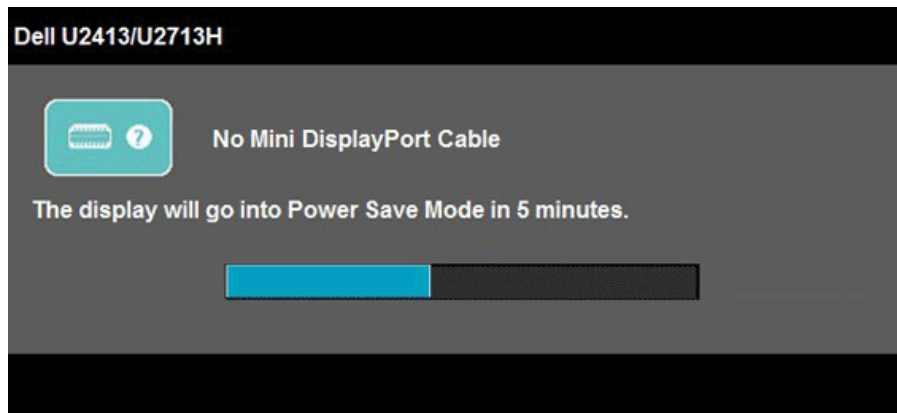 Dell U2413/U2713H
No Mini DisplayPort Cable
The display will go into Power Save Mode in 5 minutes.